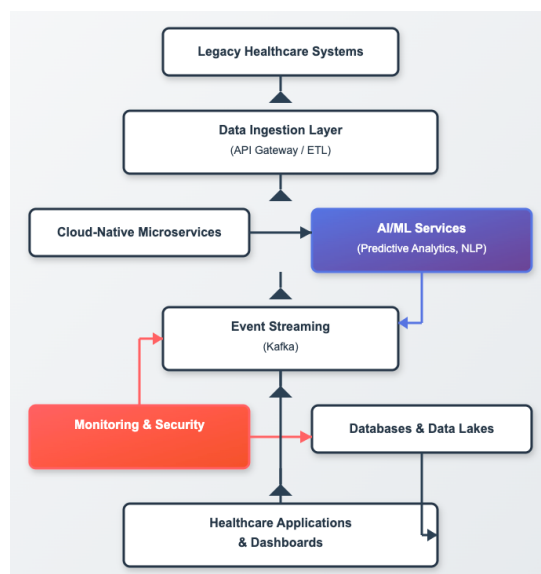 Legacy Healthcare Systems
Data Ingestion Layer
(API Gateway / ETL)
Cloud-Native Microservices
AI/ML Services
(Predictive Analytics, NLP)
Event Streaming
(Kafka)
Monitoring & Security
Databases & Data Lakes
Healthcare Applications
& Dashboards